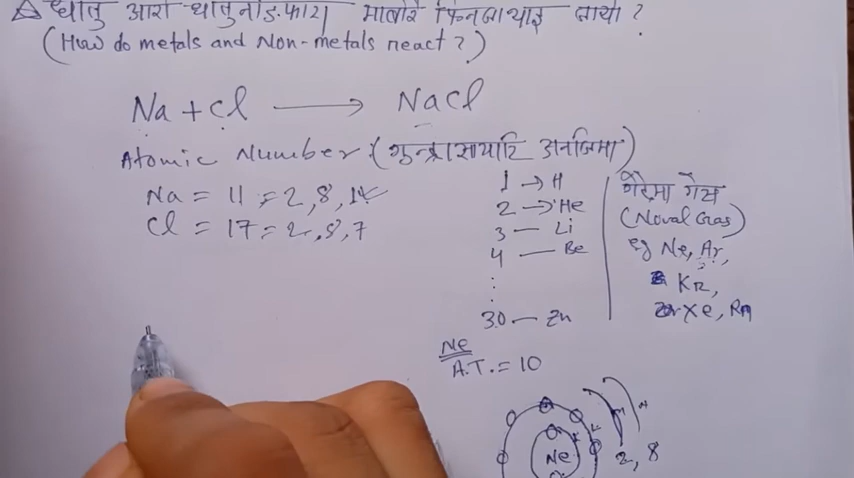 धातु आरो धातुनङि फारा माबोरै फिननाथाइ नायो ?
(How do metals and Non-metals react ?)
Na + Cl ⟶ NaCl
Atomic Number : (गुन्द्रासायारि अनजिमा)
Na = 11 = 2, 8, 1
Cl = 17 = 2, 8, 7
1 → H
2 → He
3 — Li
4 — Be
⋮
30 — Zn
गैस
(Noval Gas)
eg Ne, Ar,
Kr,
Xe, Rn
Ne
A.T. = 10
Ne
2, 8